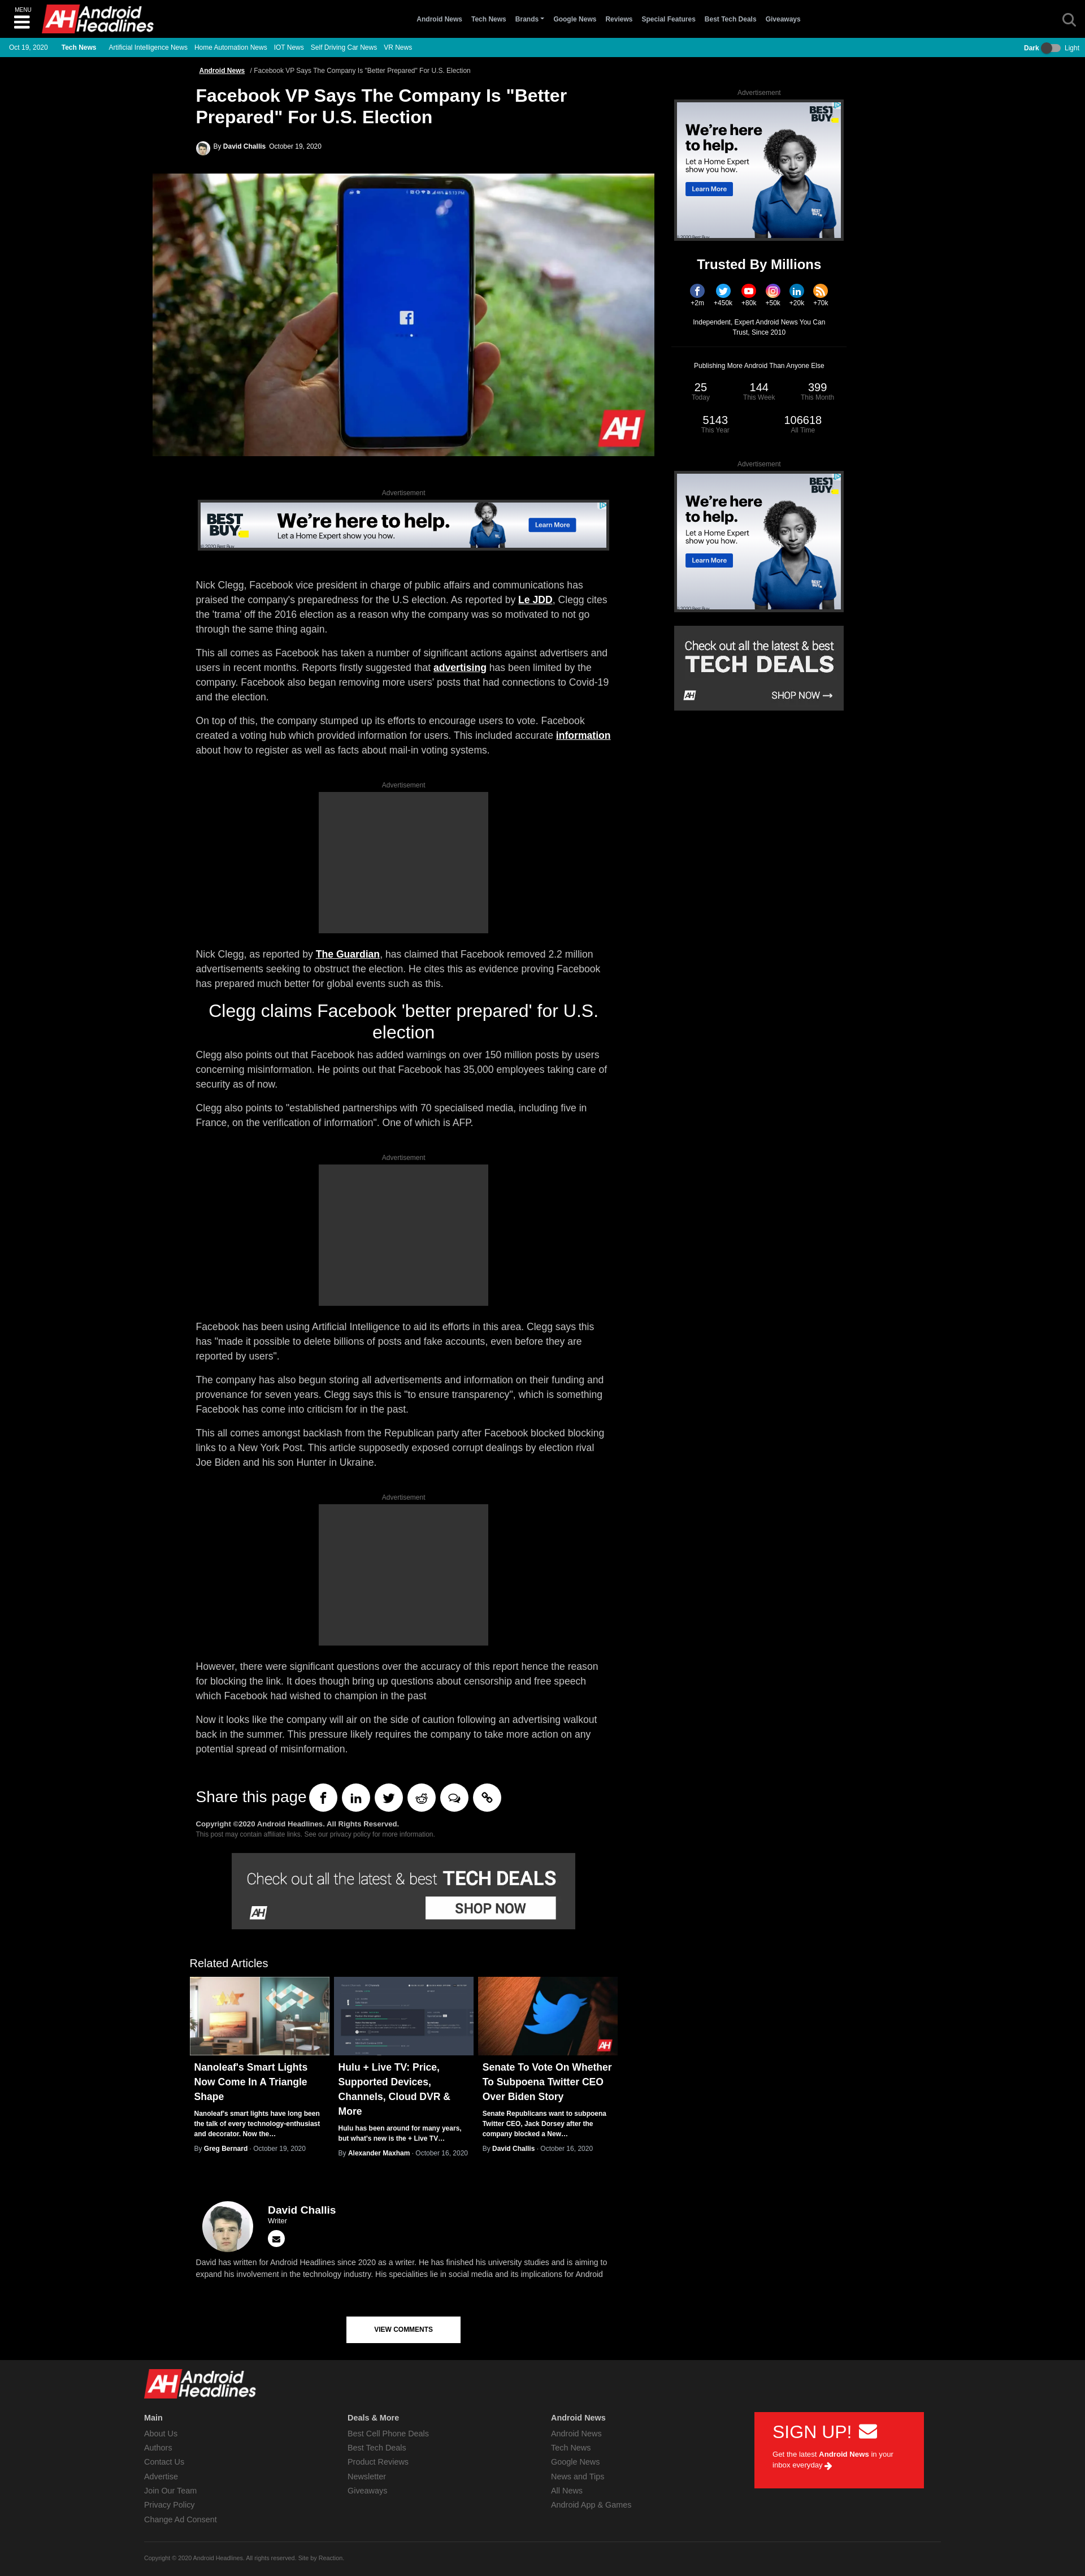 MENU
Android Headlines
Android News Tech News Brands Google News Reviews Special Features Best Tech Deals Giveaways
Oct 19, 2020 Tech News Artificial Intelligence News Home Automation News IOT News Self Driving Car News VR News Dark Light
Android News / Facebook VP Says The Company Is "Better Prepared" For U.S. Election
Facebook VP Says The Company Is "Better
Prepared" For U.S. Election
By David Challis October 19, 2020
AH
Advertisement
BEST BUY
We're here to help.
Let a Home Expert show you how.
Learn More
Nick Clegg, Facebook vice president in charge of public affairs and communications has
praised the company's preparedness for the U.S election. As reported by Le JDD, Clegg cites
the 'trama' off the 2016 election as a reason why the company was so motivated to not go
through the same thing again.
This all comes as Facebook has taken a number of significant actions against advertisers and
users in recent months. Reports firstly suggested that advertising has been limited by the
company. Facebook also began removing more users' posts that had connections to Covid-19
and the election.
On top of this, the company stumped up its efforts to encourage users to vote. Facebook
created a voting hub which provided information for users. This included accurate information
about how to register as well as facts about mail-in voting systems.
Advertisement
Nick Clegg, as reported by The Guardian, has claimed that Facebook removed 2.2 million
advertisements seeking to obstruct the election. He cites this as evidence proving Facebook
has prepared much better for global events such as this.
Clegg claims Facebook 'better prepared' for U.S.
election
Clegg also points out that Facebook has added warnings on over 150 million posts by users
concerning misinformation. He points out that Facebook has 35,000 employees taking care of
security as of now.
Clegg also points to "established partnerships with 70 specialised media, including five in
France, on the verification of information". One of which is AFP.
Advertisement
Facebook has been using Artificial Intelligence to aid its efforts in this area. Clegg says this
has "made it possible to delete billions of posts and fake accounts, even before they are
reported by users".
The company has also begun storing all advertisements and information on their funding and
provenance for seven years. Clegg says this is "to ensure transparency", which is something
Facebook has come into criticism for in the past.
This all comes amongst backlash from the Republican party after Facebook blocked blocking
links to a New York Post. This article supposedly exposed corrupt dealings by election rival
Joe Biden and his son Hunter in Ukraine.
Advertisement
However, there were significant questions over the accuracy of this report hence the reason
for blocking the link. It does though bring up questions about censorship and free speech
which Facebook had wished to champion in the past
Now it looks like the company will air on the side of caution following an advertising walkout
back in the summer. This pressure likely requires the company to take more action on any
potential spread of misinformation.
Share this page
Copyright ©2020 Android Headlines. All Rights Reserved.
This post may contain affiliate links. See our privacy policy for more information.
Check out all the latest & best TECH DEALS
AH
SHOP NOW
Advertisement
BEST BUY
We're here
to help.
Let a Home Expert
show you how.
Learn More
Trusted By Millions
+2m +450k +80k +50k +20k +70k
Independent, Expert Android News You Can
Trust, Since 2010
Publishing More Android Than Anyone Else
25 144 399
Today This Week This Month
5143 106618
This Year All Time
Advertisement
BEST BUY
We're here
to help.
Let a Home Expert
show you how.
Learn More
Check out all the latest & best
TECH DEALS
AH SHOP NOW
Related Articles
Nanoleaf's Smart Lights
Now Come In A Triangle
Shape
Nanoleaf's smart lights have long been
the talk of every technology-enthusiast
and decorator. Now the…
By Greg Bernard · October 19, 2020
Hulu + Live TV: Price,
Supported Devices,
Channels, Cloud DVR &
More
Hulu has been around for many years,
but what's new is the + Live TV…
By Alexander Maxham · October 16, 2020
AH
Senate To Vote On Whether
To Subpoena Twitter CEO
Over Biden Story
Senate Republicans want to subpoena
Twitter CEO, Jack Dorsey after the
company blocked a New…
By David Challis · October 16, 2020
David Challis
Writer
David has written for Android Headlines since 2020 as a writer. He has finished his university studies and is aiming to
expand his involvement in the technology industry. His specialities lie in social media and its implications for Android
VIEW COMMENTS
AH Android Headlines
Main
About Us
Authors
Contact Us
Advertise
Join Our Team
Privacy Policy
Change Ad Consent
Deals & More
Best Cell Phone Deals
Best Tech Deals
Product Reviews
Newsletter
Giveaways
Android News
Android News
Tech News
Google News
News and Tips
All News
Android App & Games
SIGN UP!
Get the latest Android News in your
inbox everyday
Copyright © 2020 Android Headlines. All rights reserved. Site by Reaction.